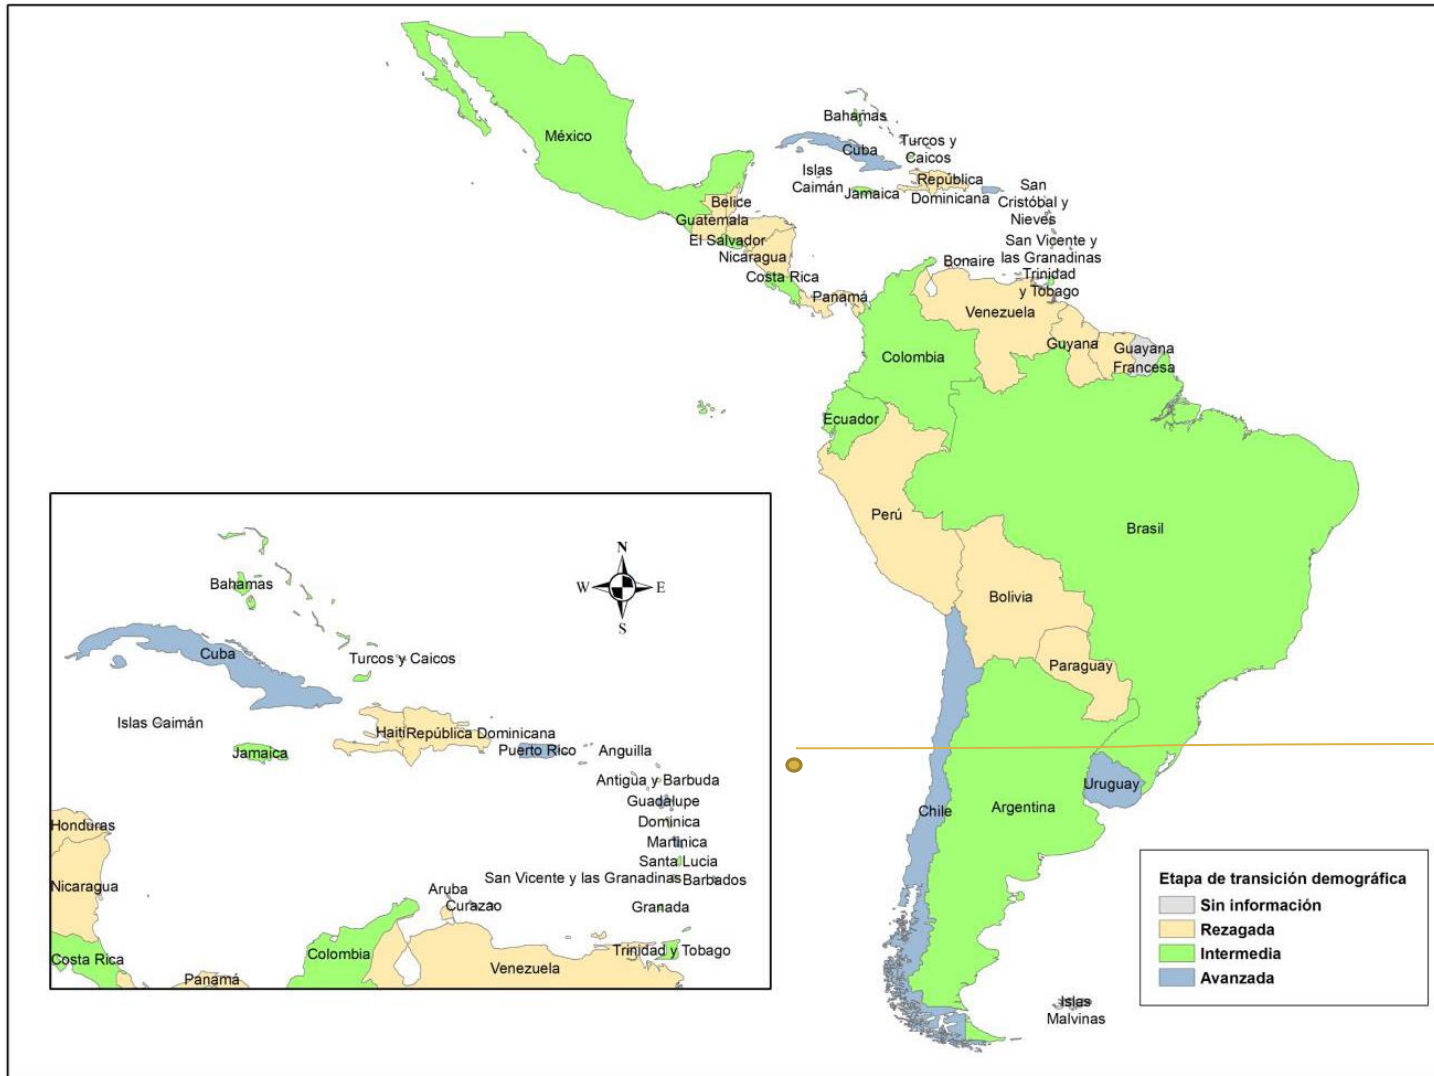 México
Bahamas
Turcos y
Caicos
Cuba
Islas
Caimán
Jamaica
República
Dominicana
San
Cristóbal y
Nieves
Belice
Guatemala
El Salvador
Nicaragua
Costa Rica
Panamá
San Vicente y
las Granadinas
Bonaire
Trinidad
y Tobago
Venezuela
Guyana
Guayana
Francesa
Colombia
Ecuador
Perú
Brasil
Bolivia
Paraguay
Uruguay
Chile
Argentina
Islas
Malvinas
N
W
E
S
Bahamas
Cuba
Turcos y Caicos
Islas Caimán
Jamaica
Haití
República Dominicana
Puerto Rico
Anguilla
Antigua y Barbuda
Guadalupe
Dominica
Martinica
Santa Lucia
San Vicente y las Granadinas
Barbados
Granada
Aruba
Curazao
Honduras
Nicaragua
Costa Rica
Panamá
Colombia
Venezuela
Trinidad y Tobago
Etapa de transición demográfica
Sin información
Rezagada
Intermedia
Avanzada